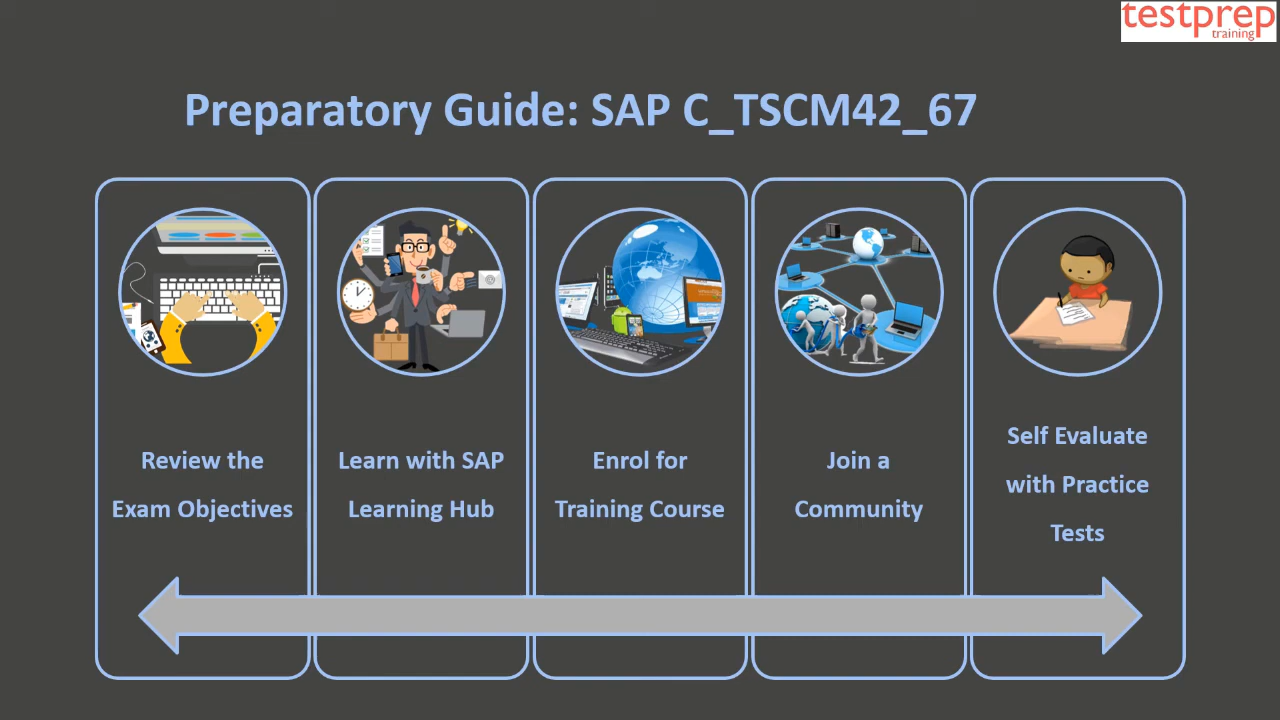 testprep
training
Preparatory Guide: SAP C_TSCM42_67
Review the
Exam Objectives
Learn with SAP
Learning Hub
Enrol for
Training Course
Join a
Community
Self Evaluate
with Practice
Tests